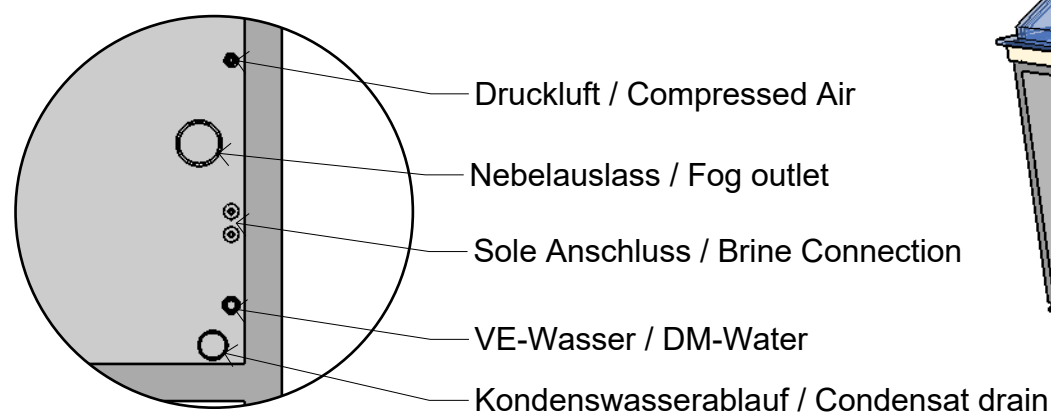 Druckluft / Compressed Air
Nebelauslass / Fog outlet
Sole Anschluss / Brine Connection
VE-Wasser / DM-Water
Kondenswasserablauf / Condensat drain